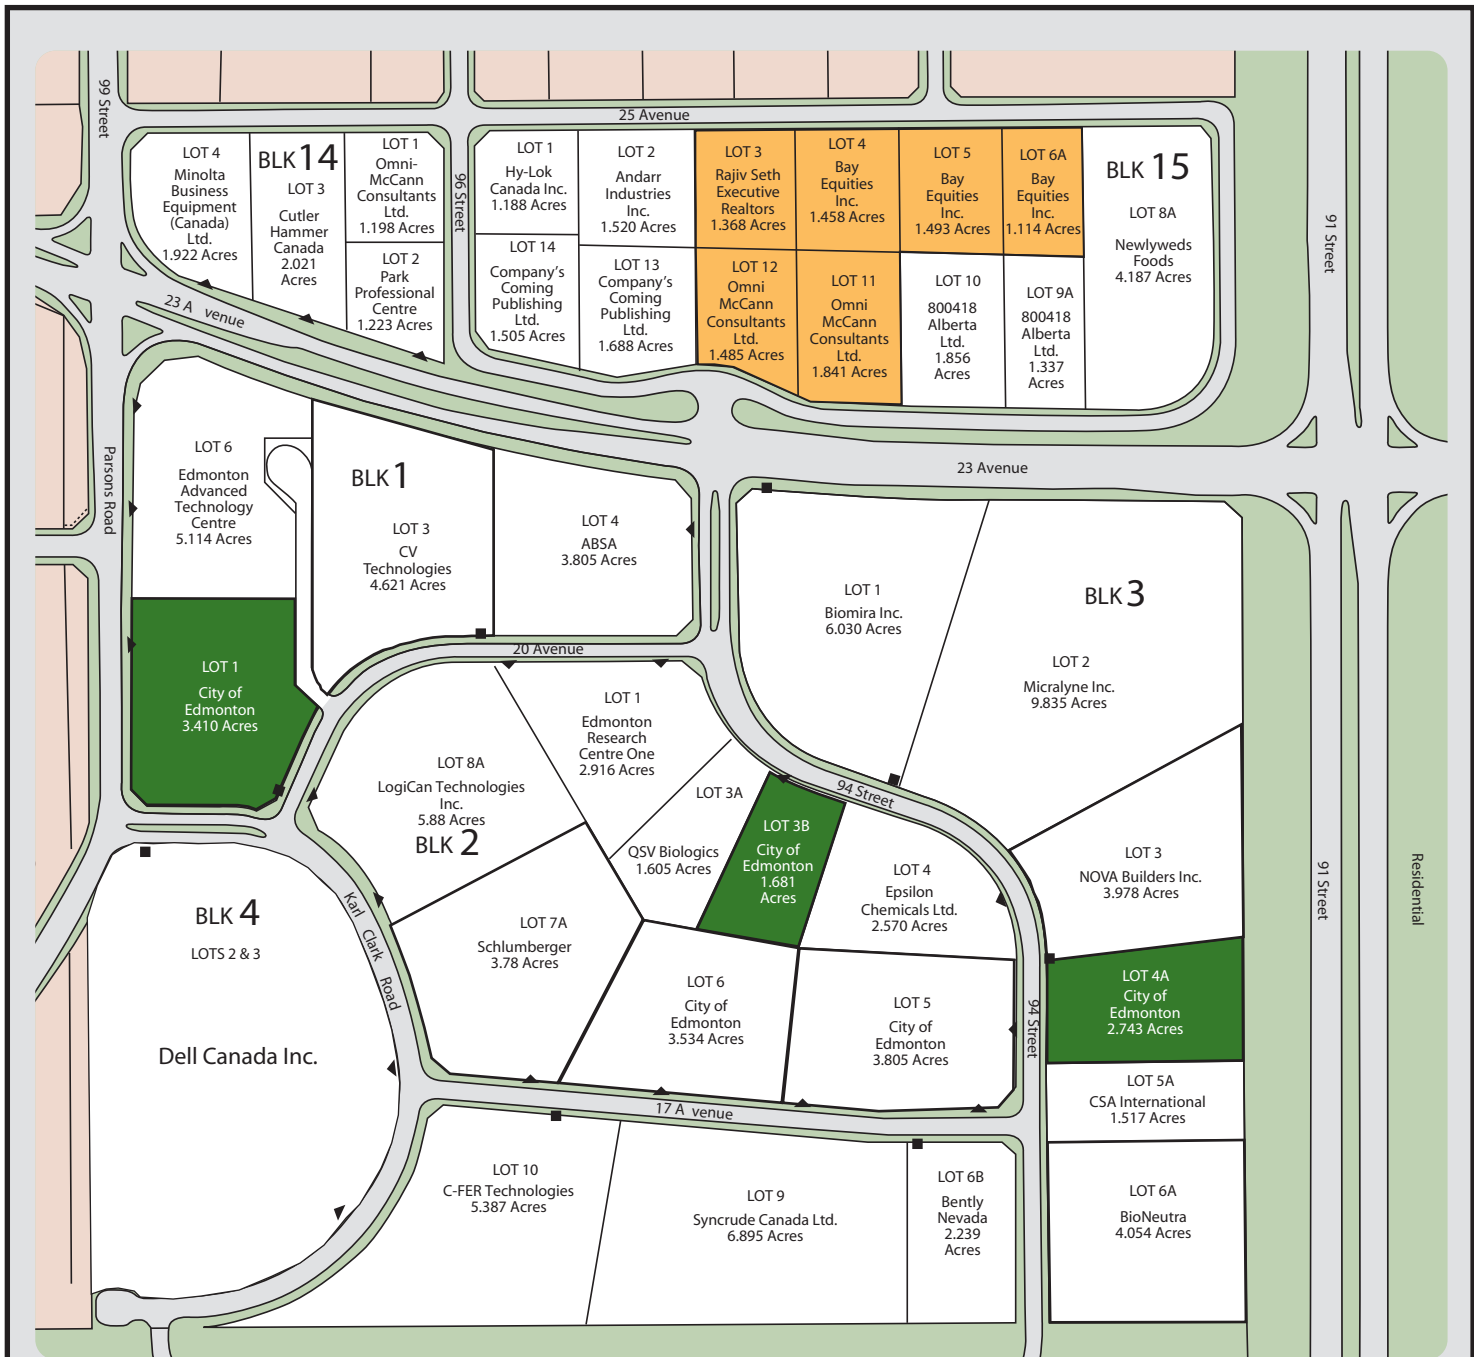 99 Street
25 Avenue
LOT 4
Minolta
Business
Equipment
(Canada)
Ltd.
1.922 Acres
BLK 14
LOT 3
Cutler
Hammer
Canada
2.021
Acres
LOT 1
Omni-
McCann
Consultants
Ltd.
1.198 Acres
LOT 2
Park
Professional
Centre
1.223 Acres
96 Street
LOT 1
Hy-Lok
Canada Inc.
1.188 Acres
LOT 2
Andarr
Industries
Inc.
1.520 Acres
LOT 3
Rajiv Seth
Executive
Realtors
1.368 Acres
LOT 4
Bay
Equities
Inc.
1.458 Acres
LOT 5
Bay
Equities
Inc.
1.493 Acres
LOT 6A
Bay
Equities
Inc.
1.114 Acres
BLK 15
LOT 8A
Newlyweds
Foods
4.187 Acres
LOT 14
Company's
Coming
Publishing
Ltd.
1.505 Acres
LOT 13
Company's
Coming
Publishing
Ltd.
1.688 Acres
LOT 12
Omni
McCann
Consultants
Ltd.
1.485 Acres
LOT 11
Omni
McCann
Consultants
Ltd.
1.841 Acres
LOT 10
800418
Alberta
Ltd.
1.856
Acres
LOT 9A
800418
Alberta
Ltd.
1.337
Acres
91 Street
23 A venue
23 Avenue
Parsons Road
LOT 6
Edmonton
Advanced
Technology
Centre
5.114 Acres
BLK 1
LOT 3
CV
Technologies
4.621 Acres
LOT 4
ABSA
3.805 Acres
LOT 1
City of
Edmonton
3.410 Acres
20 Avenue
LOT 1
Biomira Inc.
6.030 Acres
BLK 3
LOT 2
Micralyne Inc.
9.835 Acres
LOT 3
NOVA Builders Inc.
3.978 Acres
LOT 4A
City of
Edmonton
2.743 Acres
LOT 5A
CSA International
1.517 Acres
LOT 6A
BioNeutra
4.054 Acres
LOT 1
Edmonton
Research
Centre One
2.916 Acres
LOT 8A
LogiCan Technologies
Inc.
5.88 Acres
BLK 2
LOT 3A
QSV Biologics
1.605 Acres
LOT 3B
City of
Edmonton
1.681
Acres
LOT 4
Epsilon
Chemicals Ltd.
2.570 Acres
94 Street
LOT 7A
Schlumberger
3.78 Acres
LOT 6
City of
Edmonton
3.534 Acres
LOT 5
City of
Edmonton
3.805 Acres
94 Street
91 Street
Residential
BLK 4
LOTS 2 & 3
Dell Canada Inc.
Karl Clark Road
17 A venue
LOT 10
C-FER Technologies
5.387 Acres
LOT 9
Syncrude Canada Ltd.
6.895 Acres
LOT 6B
Bently
Nevada
2.239
Acres